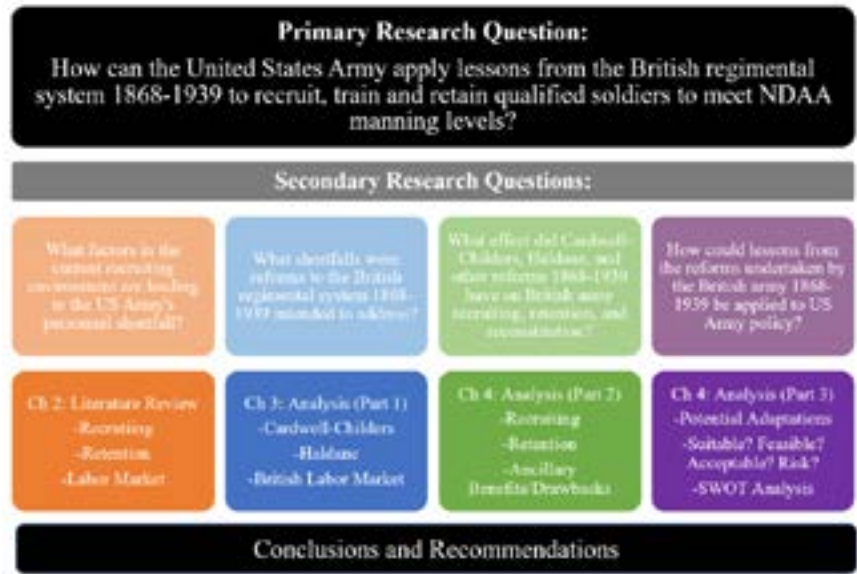 Primary Research Question:
How can the United States Army apply lessons from the British regimental
system 1868-1939 to recruit, train and retain qualified soldiers to meet NDAA
manning levels?
Secondary Research Questions:
What factors in the
current recruiting
environment are leading
to the US Army's
personnel shortfall?
What shortfalls were
reforms to the British
regimental system 1868-
1939 intended to address?
What effect did Cardwell-
Childers, Haldane, and
other reforms 1868-1939
have on British army
recruiting, retention, and
reconstitution?
How could lessons from
the reforms undertaken by
the British army 1868-
1939 be applied to US
Army policy?
Ch 2: Literature Review
-Recruiting
-Retention
-Labor Market
Ch 3: Analysis (Part 1)
-Cardwell-Childers
-Haldane
-British Labor Market
Ch 4: Analysis (Part 2)
-Recruiting
-Retention
-Ancillary
Benefits/Drawbacks
Ch 4: Analysis (Part 3)
-Potential Adaptations
-Suitable? Feasible?
Acceptable? Risk?
-SWOT Analysis
Conclusions and Recommendations